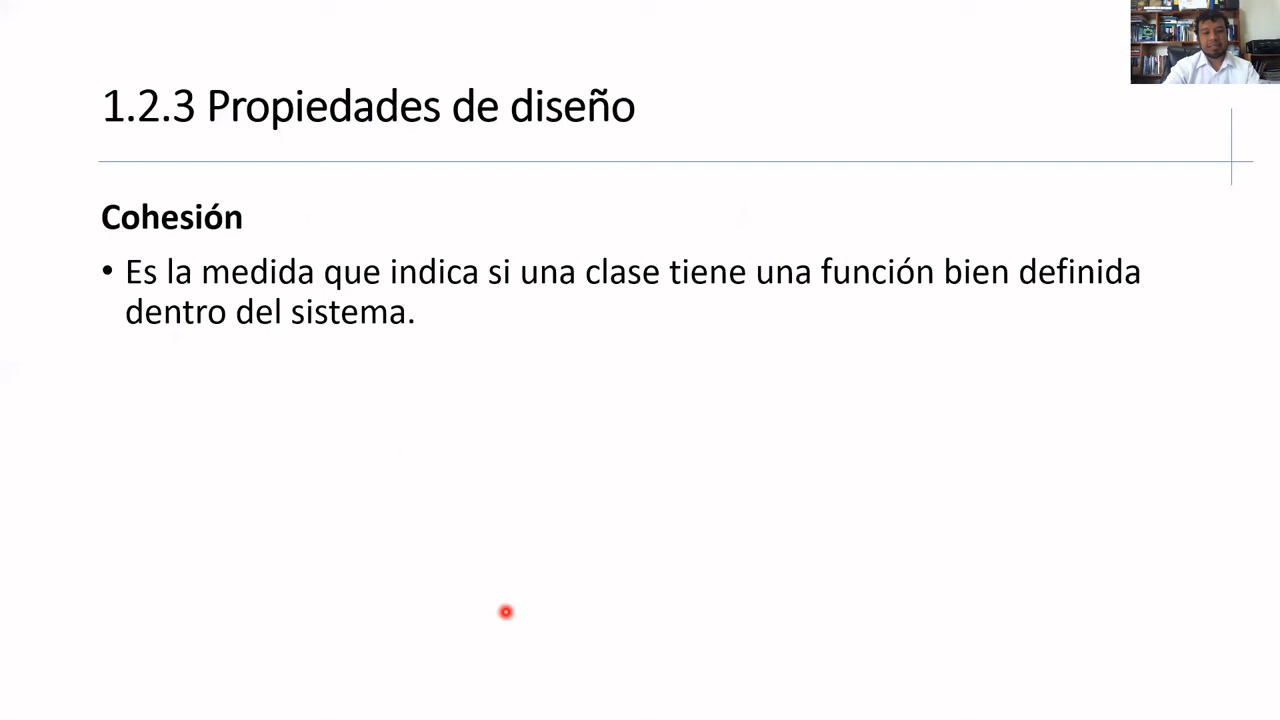 1.2.3 Propiedades de diseño
Cohesión
• Es la medida que indica si una clase tiene una función bien definida
dentro del sistema.